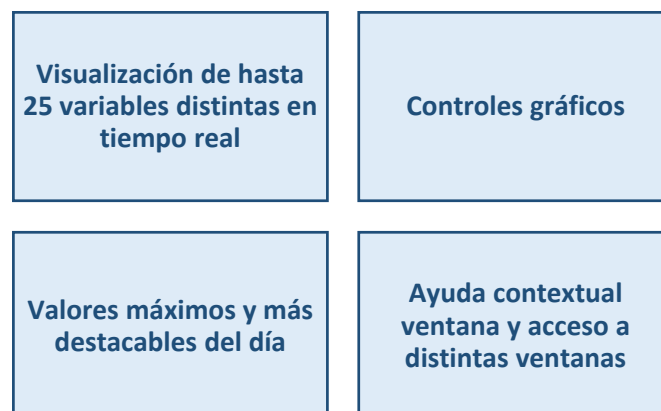 Visualización de hasta
25 variables distintas en
tiempo real
Controles gráficos
Valores máximos y más
destacables del día
Ayuda contextual
ventana y acceso a
distintas ventanas